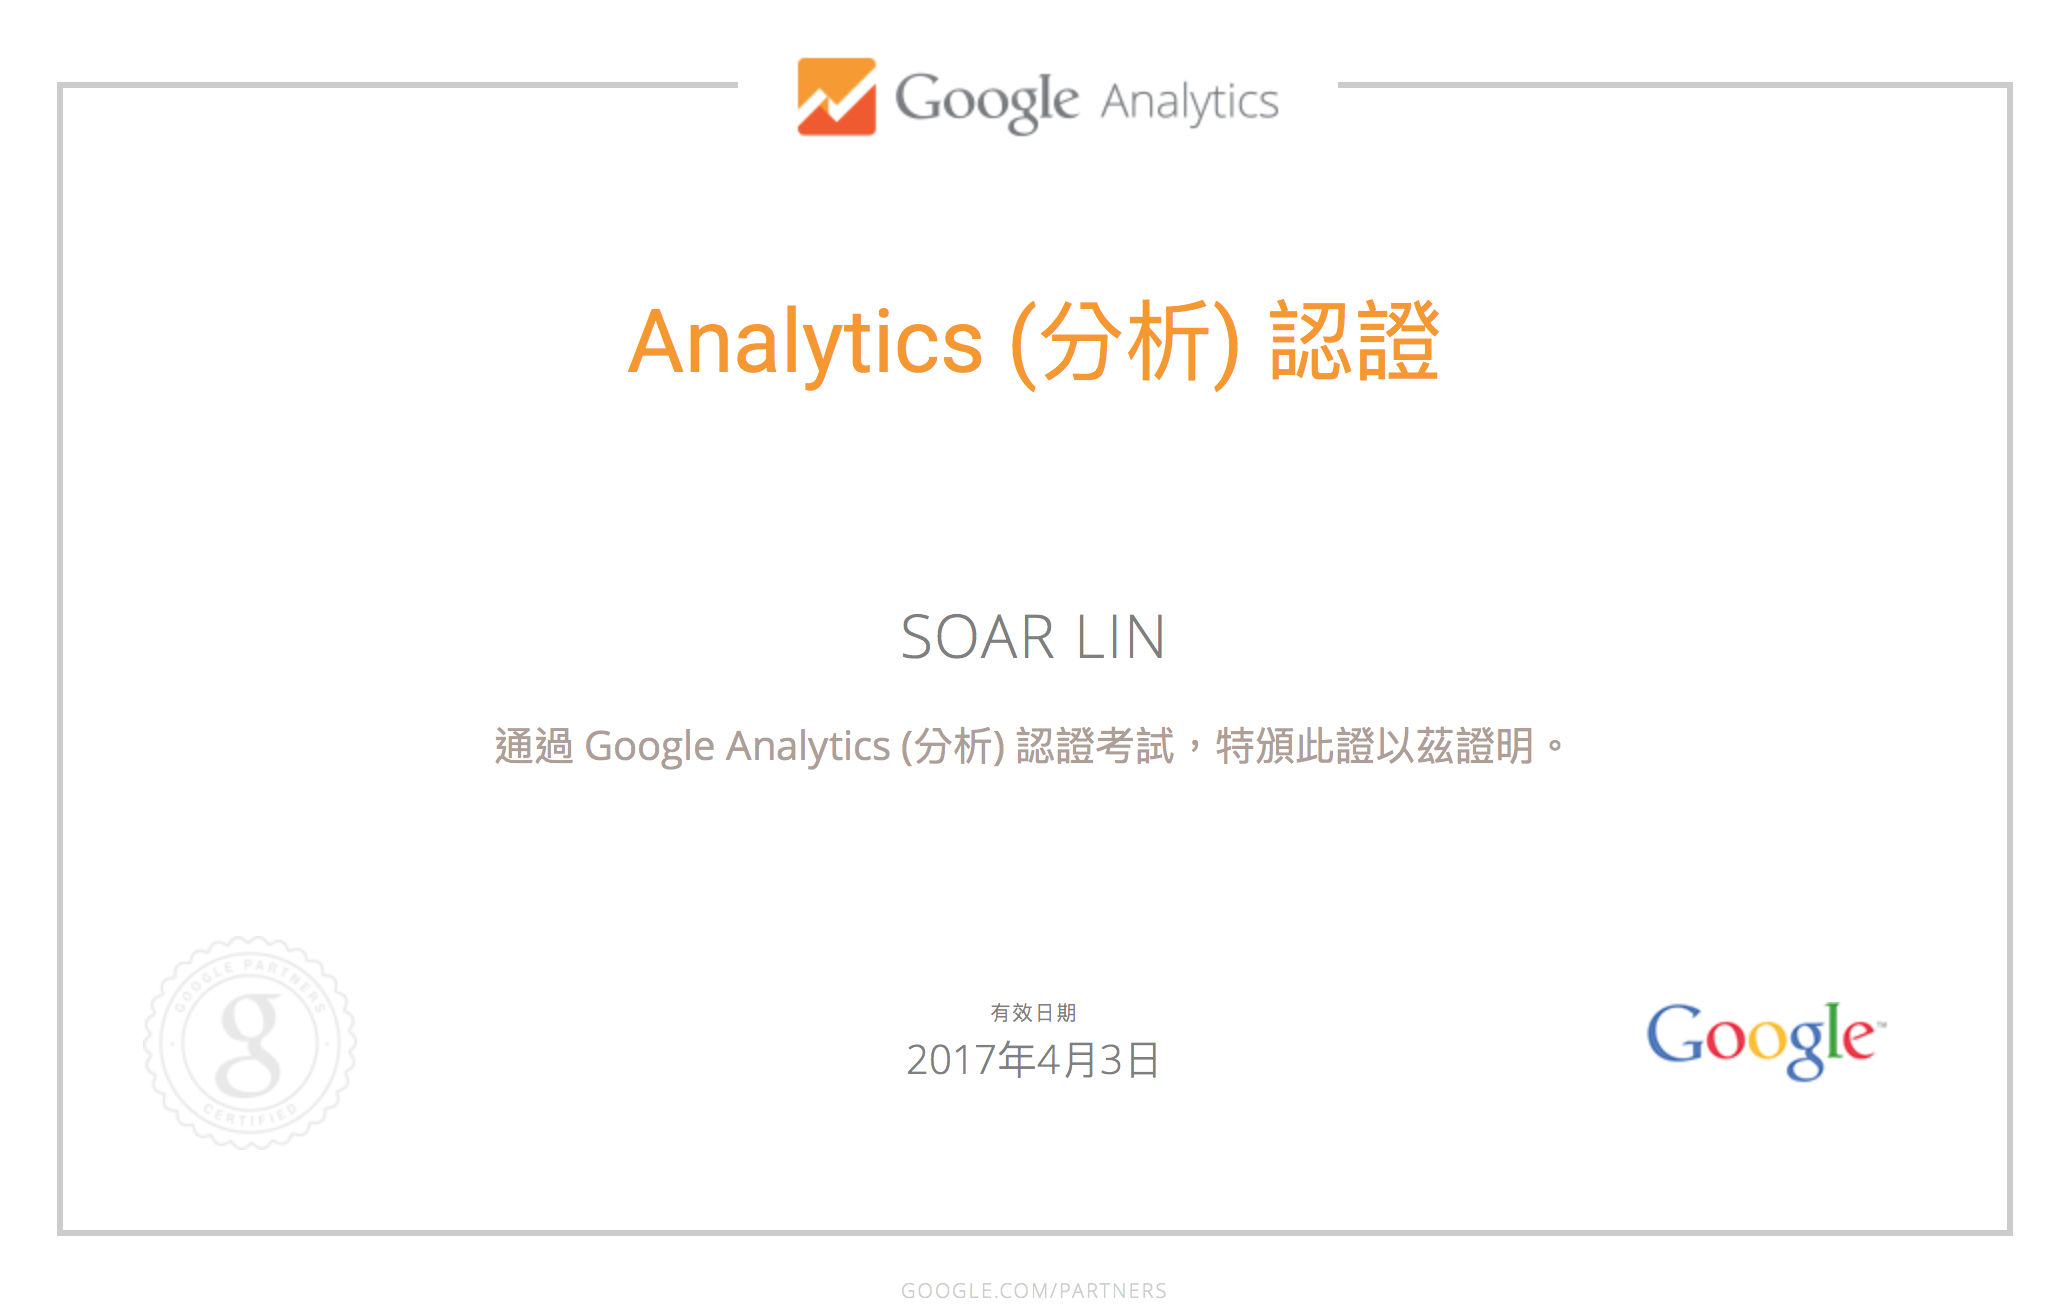 Google Analytics
Analytics (分析) 認證
SOAR LIN
通過 Google Analytics (分析) 認證考試，特頒此證以茲證明。
GOOGLE PARTNERS
g
CERTIFIED
有效日期
2017年4月3日
Google™
GOOGLE.COM/PARTNERS